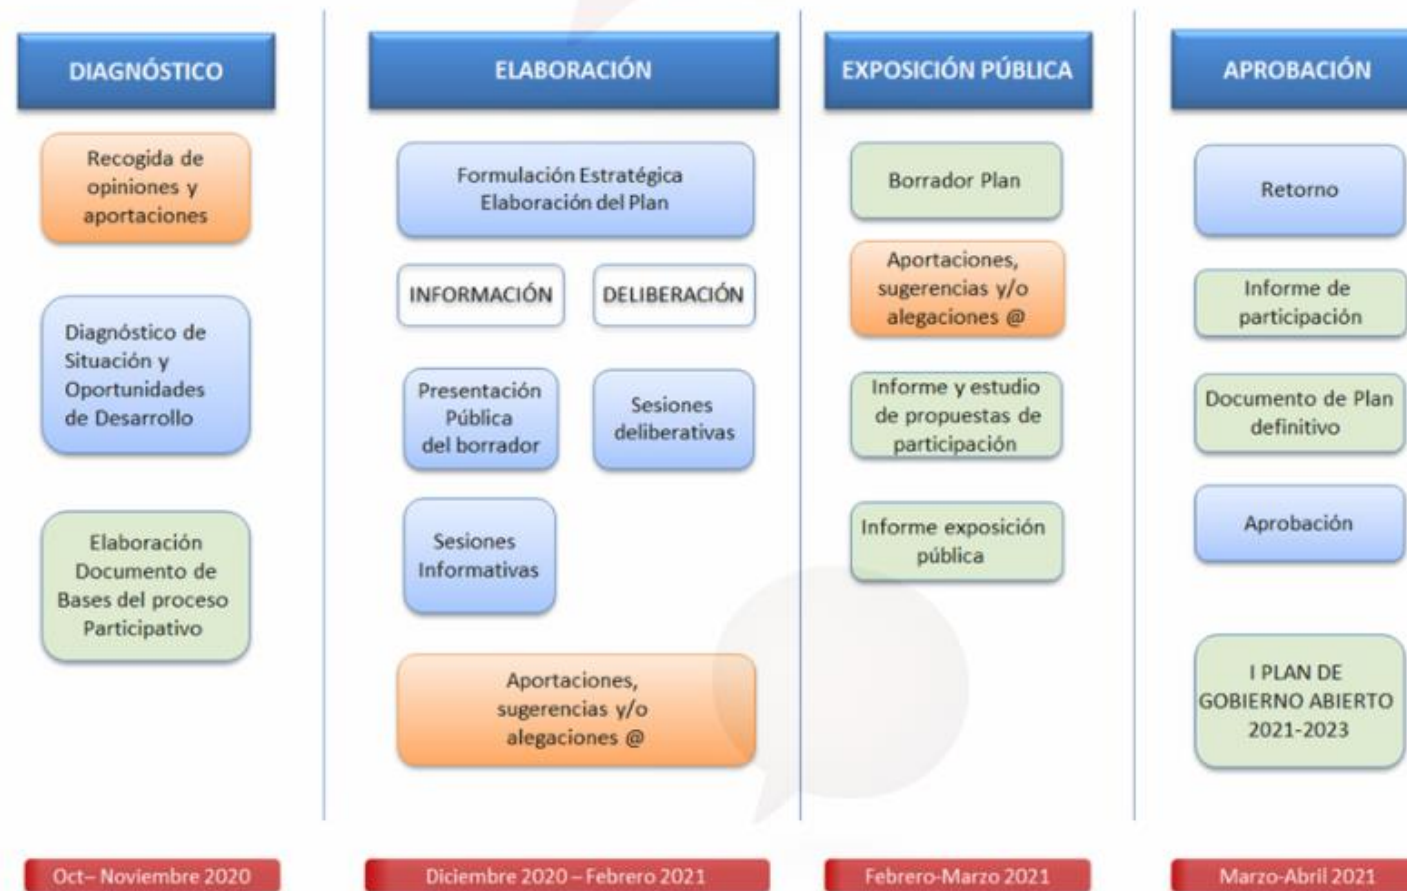 DIAGNÓSTICO
Recogida de
opiniones y
aportaciones
Diagnóstico de
Situación y
Oportunidades
de Desarrollo
Elaboración
Documento de
Bases del proceso
Participativo
Oct– Noviembre 2020
ELABORACIÓN
Formulación Estratégica
Elaboración del Plan
INFORMACIÓN
DELIBERACIÓN
Presentación
Pública
del borrador
Sesiones
deliberativas
Sesiones
Informativas
Aportaciones,
sugerencias y/o
alegaciones @
Diciembre 2020 – Febrero 2021
EXPOSICIÓN PÚBLICA
Borrador Plan
Aportaciones,
sugerencias y/o
alegaciones @
Informe y estudio
de propuestas de
participación
Informe exposición
pública
Febrero-Marzo 2021
APROBACIÓN
Retorno
Informe de
participación
Documento de Plan
definitivo
Aprobación
I PLAN DE
GOBIERNO ABIERTO
2021-2023
Marzo-Abril 2021